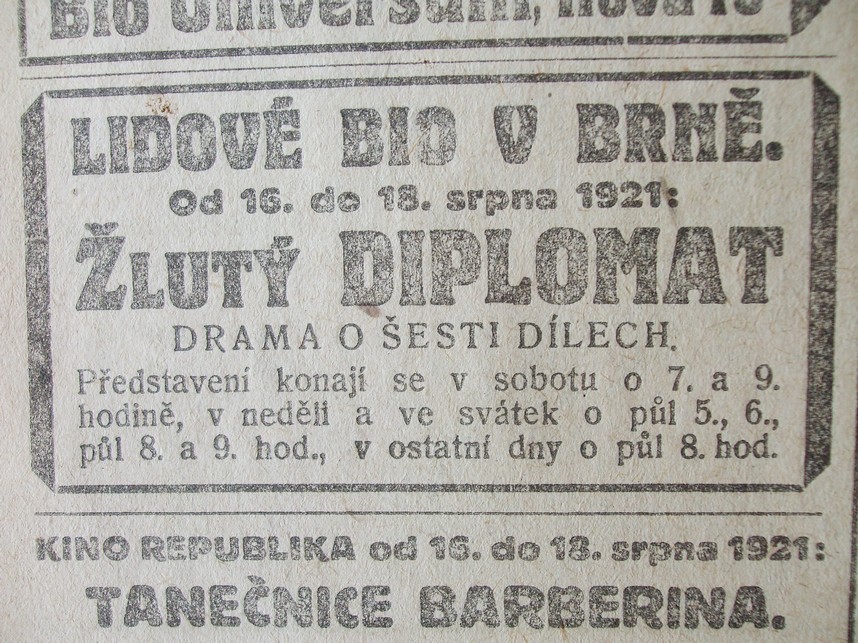 Bio Universum,
LIDOVÉ BIO V BRNĚ.
Od 16. do 18. srpna 1921:
ŽLUTÝ DIPLOMAT
DRAMA O ŠESTI DÍLECH.
Představení konají se v sobotu o 7. a 9.
hodině, v neděli a ve svátek o půl 5., 6.,
půl 8. a 9. hod., v ostatní dny o půl 8. hod.
KINO REPUBLIKA od 16. do 18. srpna 1921:
TANEČNICE BARBERINA.